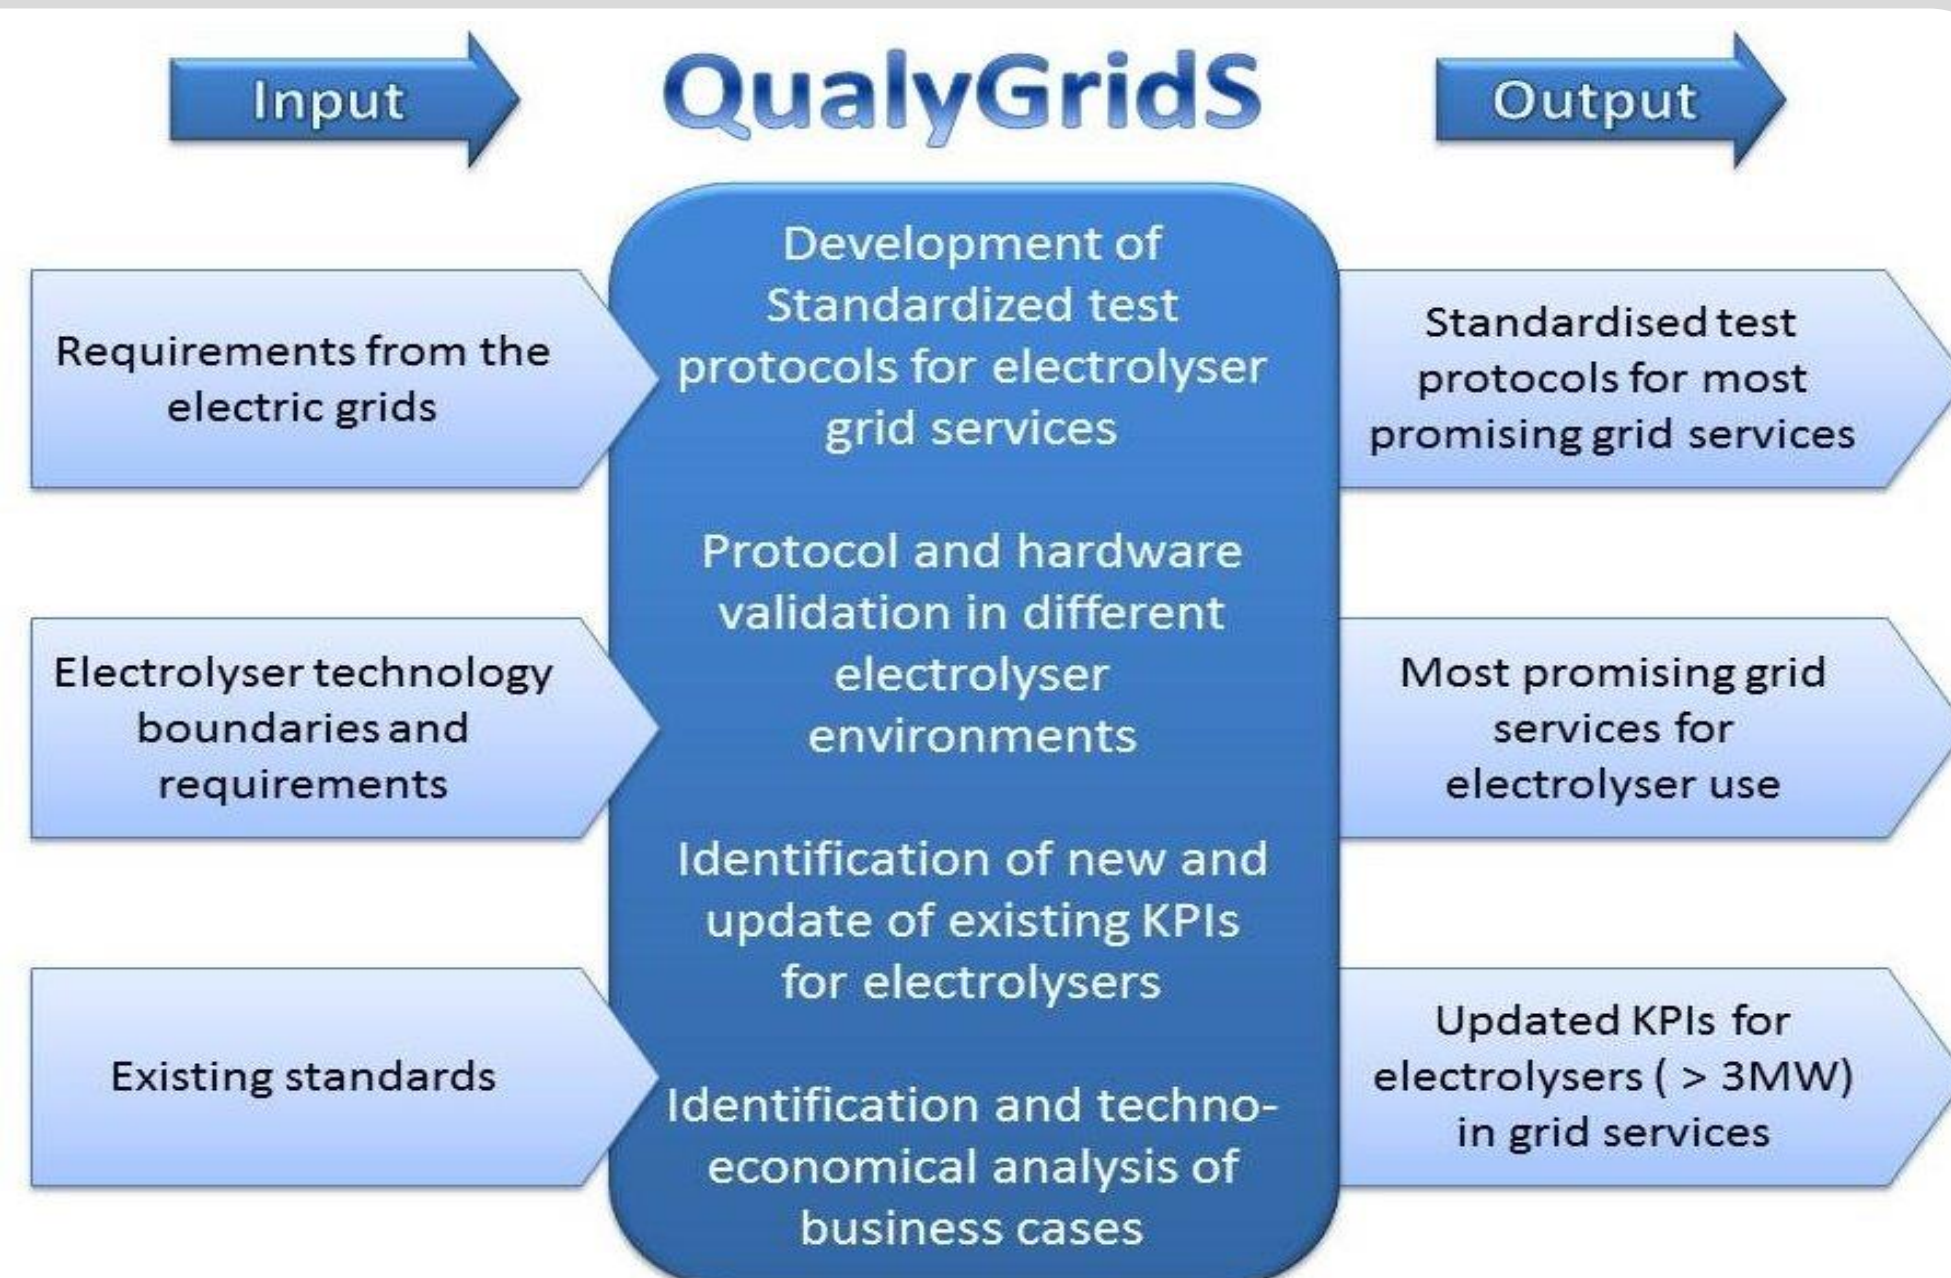 Input
QualyGridS
Output
Requirements from the
electric grids
Electrolyser technology
boundaries and
requirements
Existing standards
Development of
Standardized test
protocols for electrolyser
grid services
Protocol and hardware
validation in different
electrolyser
environments
Identification of new and
update of existing KPIs
for electrolysers
Identification and techno-
economical analysis of
business cases
Standardised test
protocols for most
promising grid services
Most promising grid
services for
electrolyser use
Updated KPIs for
electrolysers ( > 3MW)
in grid services